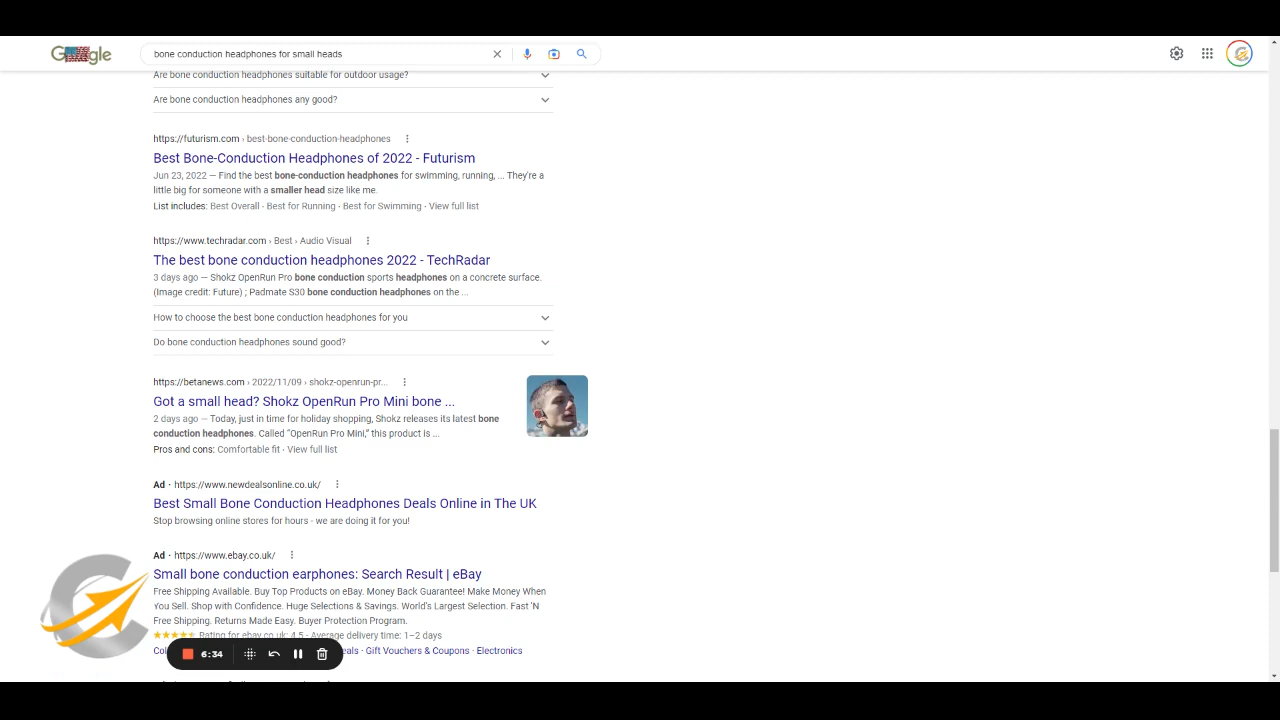 Google
bone conduction headphones for small heads
Are bone conduction headphones suitable for outdoor usage?
Are bone conduction headphones any good?
https://futurism.com › best-bone-conduction-headphones
Best Bone-Conduction Headphones of 2022 - Futurism
Jun 23, 2022 — Find the best bone-conduction headphones for swimming, running, ... They're a
little big for someone with a smaller head size like me.
List includes: Best Overall · Best for Running · Best for Swimming · View full list
https://www.techradar.com › Best › Audio Visual
The best bone conduction headphones 2022 - TechRadar
3 days ago — Shokz OpenRun Pro bone conduction sports headphones on a concrete surface.
(Image credit: Future) ; Padmate S30 bone conduction headphones on the ...
How to choose the best bone conduction headphones for you
Do bone conduction headphones sound good?
https://betanews.com › 2022/11/09 › shokz-openrun-pr...
Got a small head? Shokz OpenRun Pro Mini bone ...
2 days ago — Today, just in time for holiday shopping, Shokz releases its latest bone
conduction headphones. Called “OpenRun Pro Mini,” this product is ...
Pros and cons: Comfortable fit · View full list
Ad · https://www.newdealsonline.co.uk/
Best Small Bone Conduction Headphones Deals Online in The UK
Stop browsing online stores for hours - we are doing it for you!
Ad · https://www.ebay.co.uk/
Small bone conduction earphones: Search Result | eBay
Free Shipping Available. Buy Top Products on eBay. Money Back Guarantee! Make Money When
You Sell. Shop with Confidence. Huge Selections & Savings. World's Largest Selection. Fast 'N
Free Shipping. Returns Made Easy. Buyer Protection Program.
Rating for ebay.co.uk: 4.5 - Average delivery time: 1–2 days
· Gift Vouchers & Coupons · Electronics
6:34